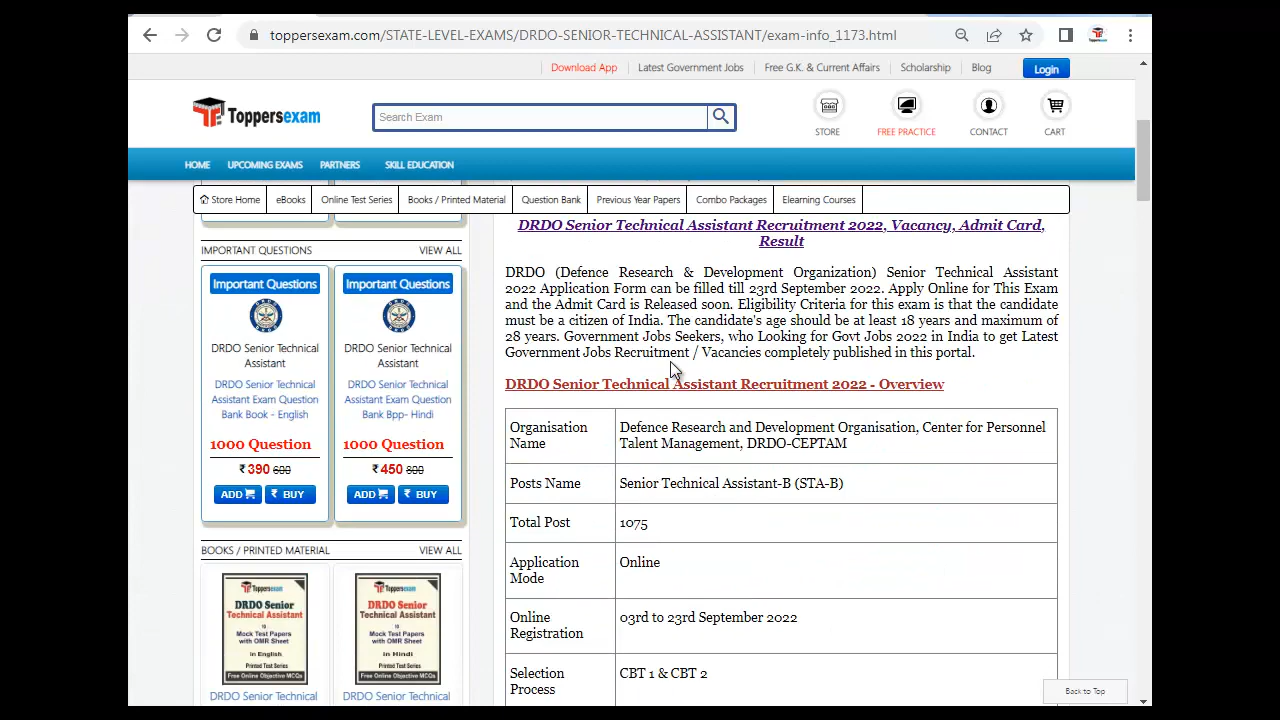 toppersexam.com/STATE-LEVEL-EXAMS/DRDO-SENIOR-TECHNICAL-ASSISTANT/exam-info_1173.html
Download App Latest Government Jobs Free G.K. & Current Affairs Scholarship Blog Login
Toppersexam
Search Exam
STORE FREE PRACTICE CONTACT CART
HOME UPCOMING EXAMS PARTNERS SKILL EDUCATION
Store Home eBooks Online Test Series Books / Printed Material Question Bank Previous Year Papers Combo Packages Elearning Courses
IMPORTANT QUESTIONS VIEW ALL
Important Questions
DRDO Senior Technical
Assistant
DRDO Senior Technical
Assistant Exam Question
Bank Book - English
1000 Question
₹ 390 600
ADD ₹ BUY
Important Questions
DRDO Senior Technical
Assistant
DRDO Senior Technical
Assistant Exam Question
Bank Bpp- Hindi
1000 Question
₹ 450 800
ADD ₹ BUY
BOOKS / PRINTED MATERIAL VIEW ALL
Toppersexam
DRDO Senior
Technical Assistant
10
Mock Test Papers
with OMR Sheet
in English
Printed Test Series
Free Online Objective MCQs
DRDO Senior Technical
Toppersexam
DRDO Senior
Technical Assistant
10
Mock Test Papers
with OMR Sheet
in Hindi
Printed Test Series
Free Online Objective MCQs
DRDO Senior Technical
DRDO Senior Technical Assistant Recruitment 2022, Vacancy, Admit Card,
Result
DRDO (Defence Research & Development Organization) Senior Technical Assistant
2022 Application Form can be filled till 23rd September 2022. Apply Online for This Exam
and the Admit Card is Released soon. Eligibility Criteria for this exam is that the candidate
must be a citizen of India. The candidate's age should be at least 18 years and maximum of
28 years. Government Jobs Seekers, who Looking for Govt Jobs 2022 in India to get Latest
Government Jobs Recruitment / Vacancies completely published in this portal.
DRDO Senior Technical Assistant Recruitment 2022 - Overview
Organisation Name
Defence Research and Development Organisation, Center for Personnel
Talent Management, DRDO-CEPTAM
Posts Name
Senior Technical Assistant-B (STA-B)
Total Post
1075
Application Mode
Online
Online Registration
03rd to 23rd September 2022
Selection Process
CBT 1 & CBT 2
Back to Top